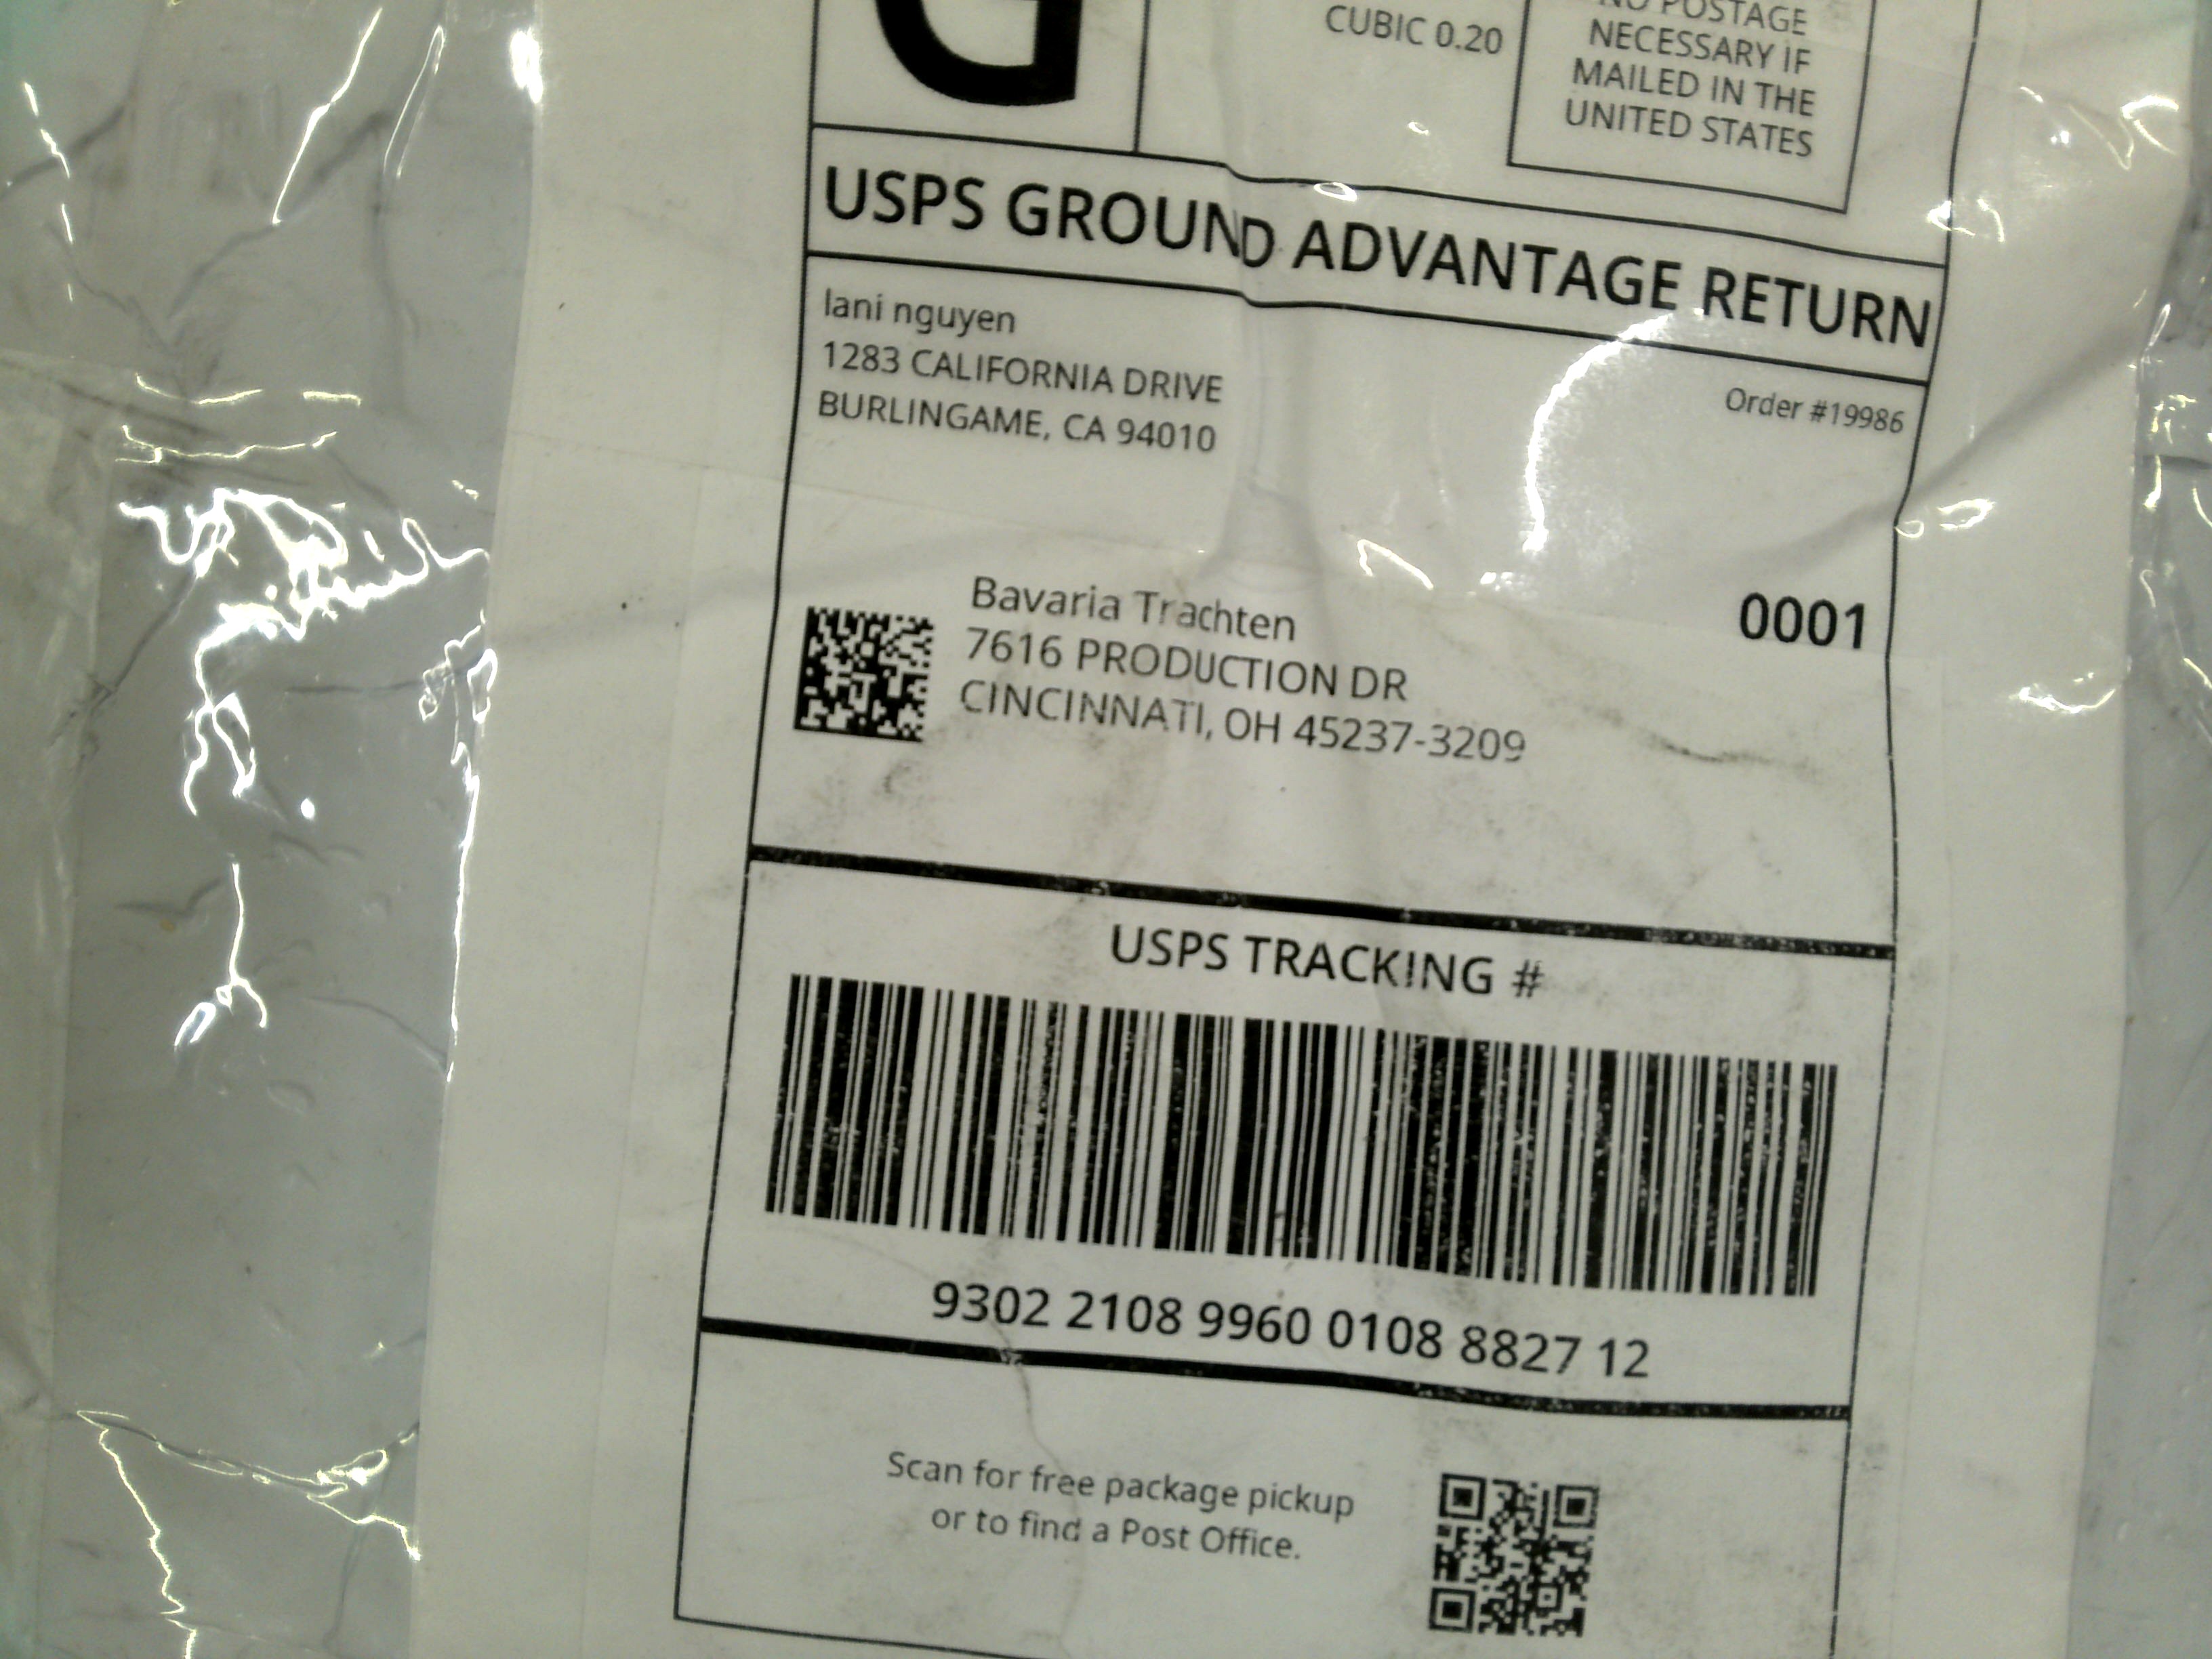 G
CUBIC 0.20
NO POSTAGE
NECESSARY IF
MAILED IN THE
UNITED STATES
USPS GROUND ADVANTAGE RETURN
lani nguyen
1283 CALIFORNIA DRIVE
BURLINGAME, CA 94010
Order #19986
0001
Bavaria Trachten
7616 PRODUCTION DR
CINCINNATI, OH 45237-3209
USPS TRACKING #
9302 2108 9960 0108 8827 12
Scan for free package pickup
or to find a Post Office.